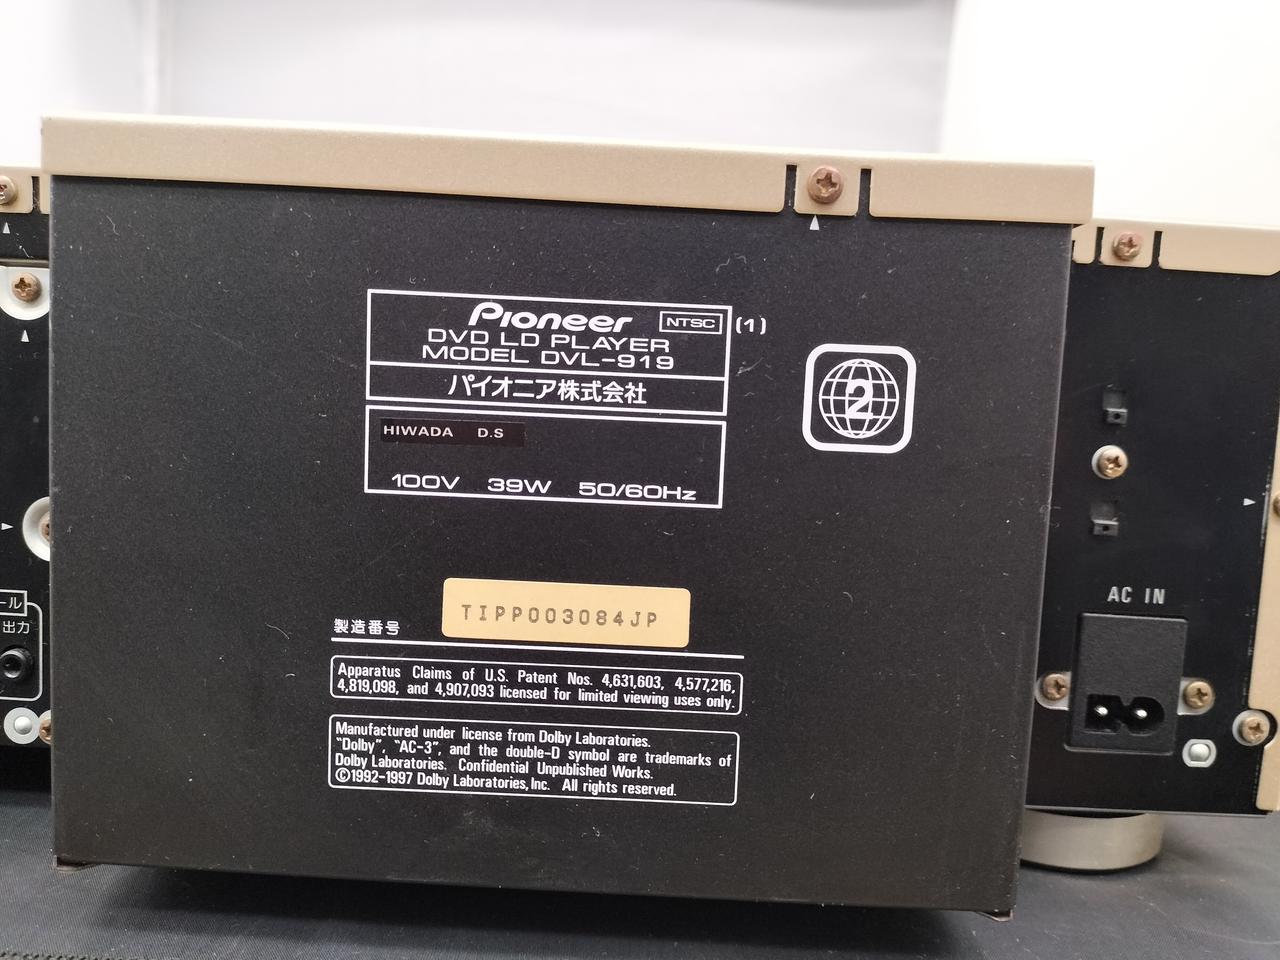 Pioneer NTSC (1)
DVD LD PLAYER
MODEL DVL-919
パイオニア株式会社
2
HIWADA D.S
100V 39W 50/60Hz
AC IN
ール
出力
製造番号 TIPP003084JP
Apparatus Claims of U.S. Patent Nos. 4,631,603, 4,577,216,
4,819,098, and 4,907,093 licensed for limited viewing uses only.
Manufactured under license from Dolby Laboratories.
"Dolby", "AC-3", and the double-D symbol are trademarks of
Dolby Laboratories. Confidential Unpublished Works.
©1992-1997 Dolby Laboratories, Inc. All rights reserved.